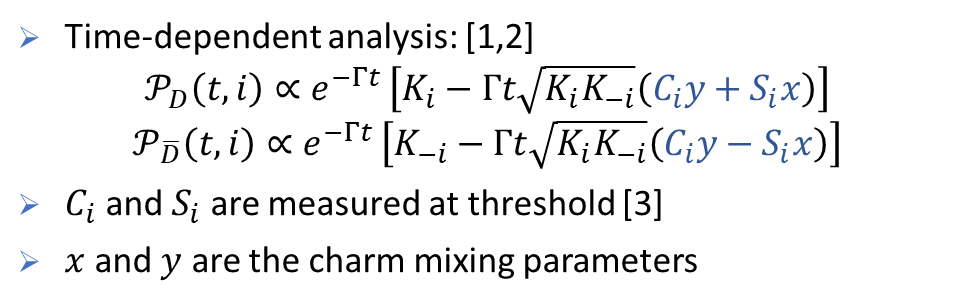 ➢ Time-dependent analysis: [1,2]
𝒫_D(t, i) ∝ e^{−Γt} [K_i − Γt√(K_i K_{−i})(C_i y + S_i x)]
𝒫_D̅(t, i) ∝ e^{−Γt} [K_{−i} − Γt√(K_i K_{−i})(C_i y − S_i x)]
➢ C_i and S_i are measured at threshold [3]
➢ x and y are the charm mixing parameters